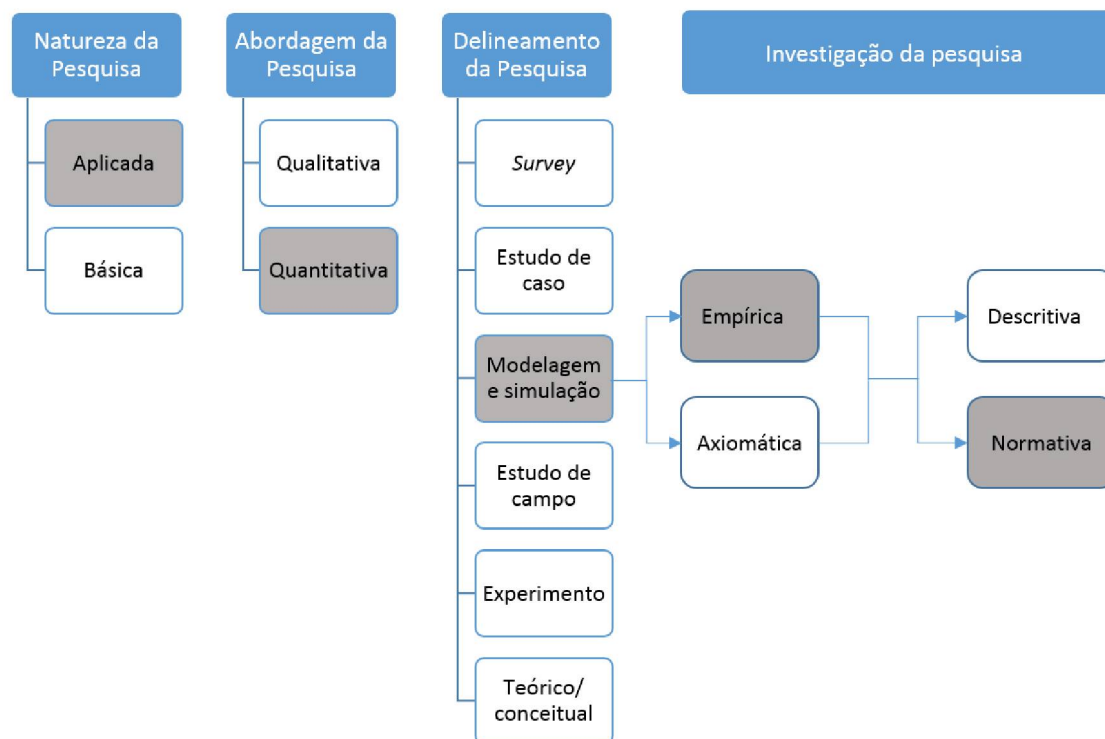 Natureza da
Pesquisa
Aplicada
Básica
Abordagem da
Pesquisa
Qualitativa
Quantitativa
Delineamento
da Pesquisa
Survey
Estudo de
caso
Modelagem
e simulação
Estudo de
campo
Experimento
Teórico/
conceitual
Investigação da pesquisa
Empírica
Axiomática
Descritiva
Normativa